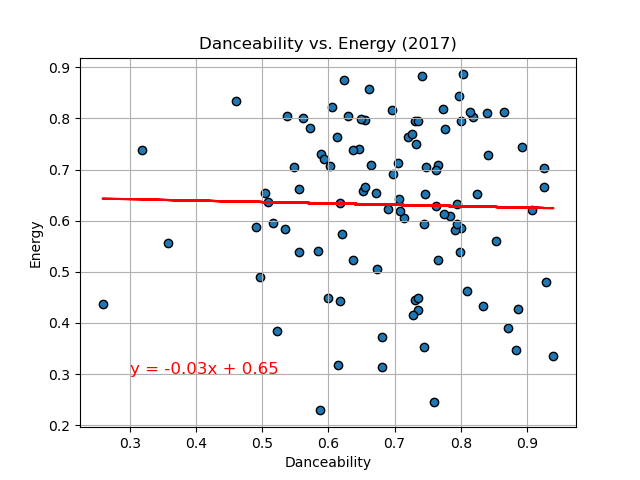 Danceability vs. Energy (2017)
0.9
0.8
0.7
0.6
0.5
0.4
0.3
0.2
Energy
y = -0.03x + 0.65
0.3 0.4 0.5 0.6 0.7 0.8 0.9
Danceability